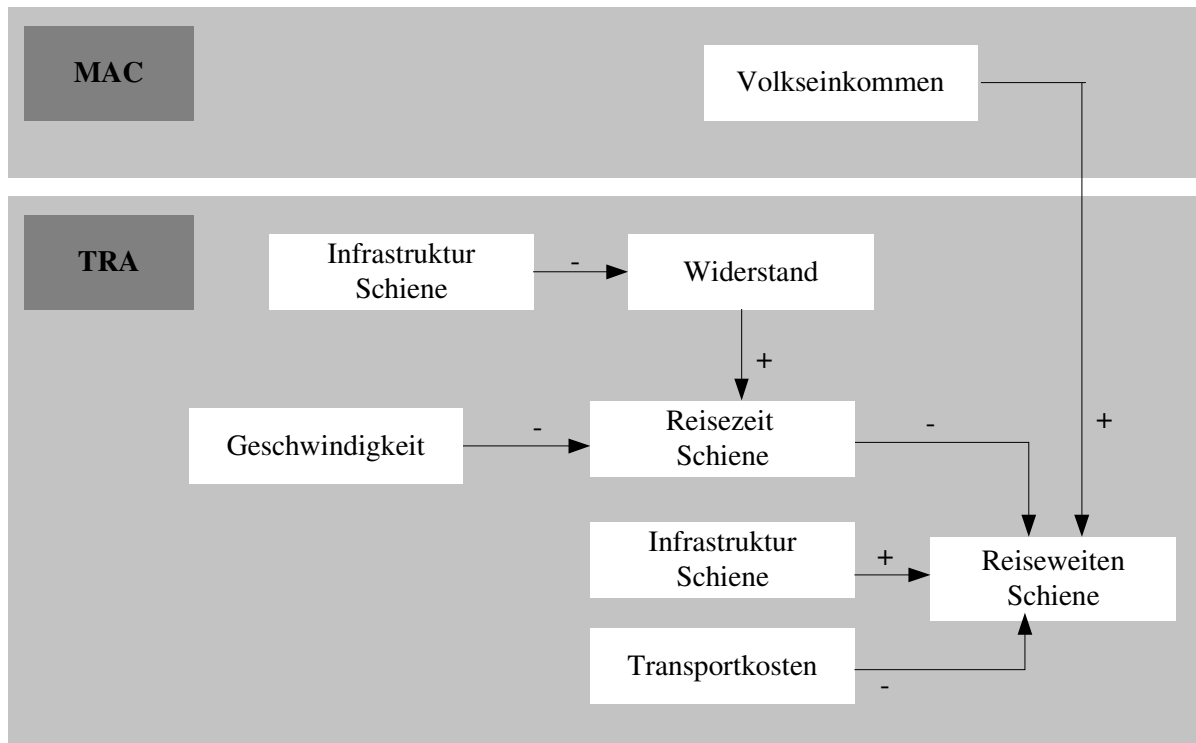 MAC
Volkseinkommen
TRA
Infrastruktur
Schiene
-
Widerstand
+
Geschwindigkeit
-
Reisezeit
Schiene
-
+
Infrastruktur
Schiene
+
Reiseweiten
Schiene
Transportkosten
-